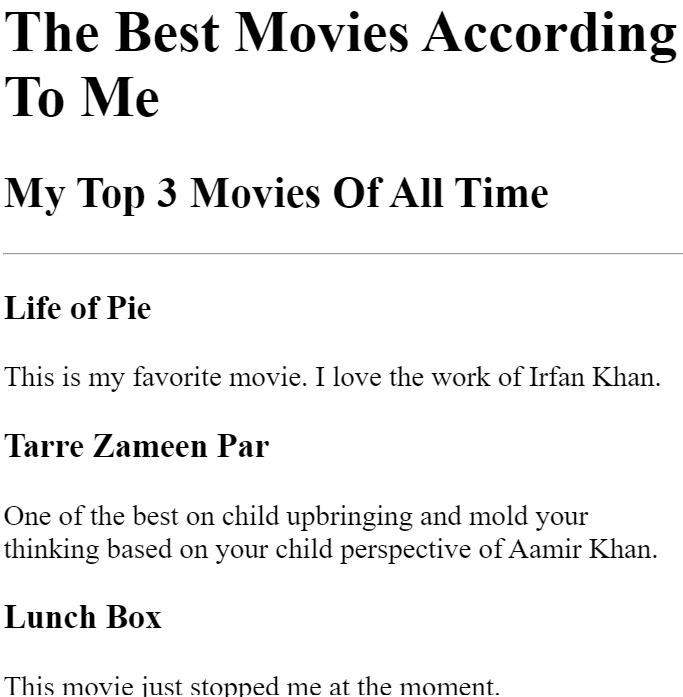 The Best Movies According
To Me
My Top 3 Movies Of All Time
Life of Pie
This is my favorite movie. I love the work of Irfan Khan.
Tarre Zameen Par
One of the best on child upbringing and mold your
thinking based on your child perspective of Aamir Khan.
Lunch Box
This movie just stopped me at the moment.